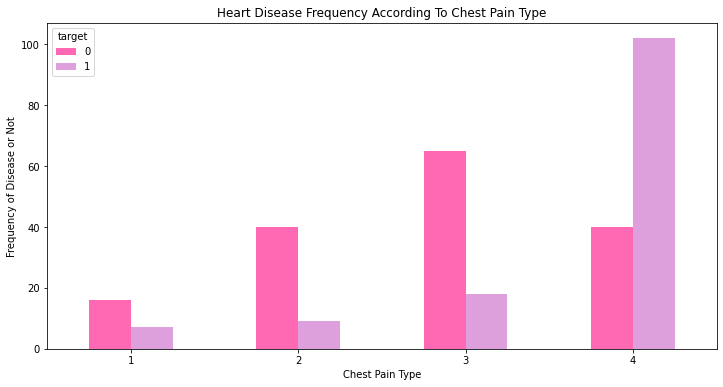 Heart Disease Frequency According To Chest Pain Type
target
0
1
Frequency of Disease or Not
100
80
60
40
20
0
1 2 3 4
Chest Pain Type